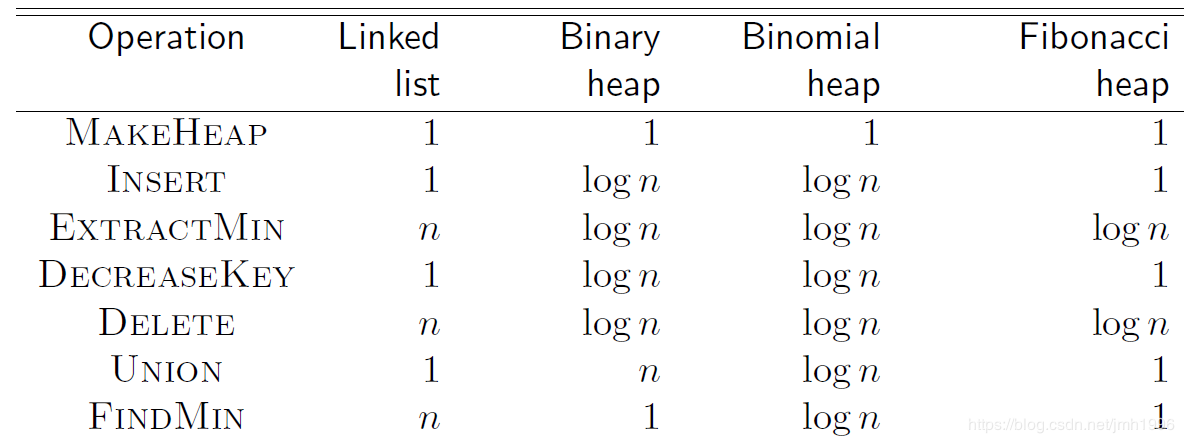 Operation Linked Binary Binomial Fibonacci
list heap heap heap
MAKEHEAP 1 1 1 1
INSERT 1 log n log n 1
EXTRACTMIN n log n log n log n
DECREASEKEY 1 log n log n 1
DELETE n log n log n log n
UNION 1 n log n 1
FINDMIN n 1 log n 1
https://blog.csdn.net/jmh1996